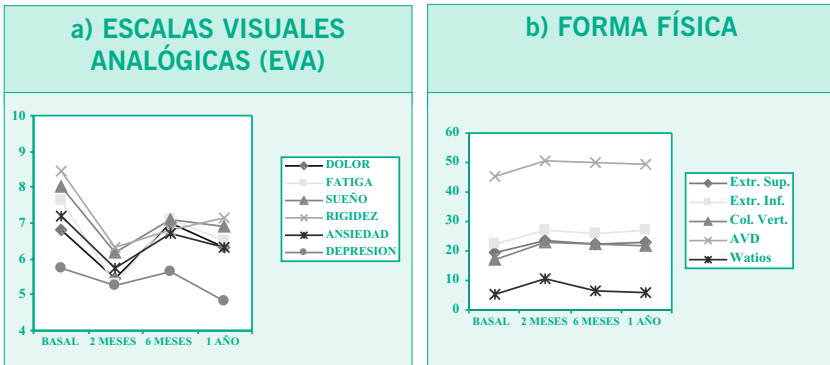 a) ESCALAS VISUALES
ANALÓGICAS (EVA)
10
9
8
7
6
5
4
BASAL 2 MESES 6 MESES 1 AÑO
DOLOR
FATIGA
SUEÑO
RIGIDEZ
ANSIEDAD
DEPRESION
b) FORMA FÍSICA
60
50
40
30
20
10
0
BASAL 2 MESES 6 MESES 1 AÑO
Extr. Sup.
Extr. Inf.
Col. Vert.
AVD
Watios